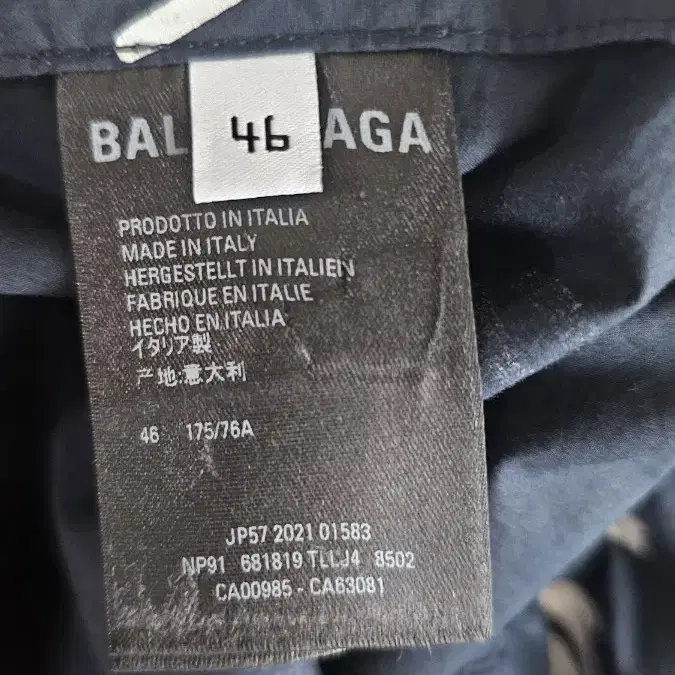 BAL 46 AGA
PRODOTTO IN ITALIA
MADE IN ITALY
HERGESTELLT IN ITALIEN
FABRIQUE EN ITALIE
HECHO EN ITALIA
イタリア製
产地:意大利
46 175/76A
JP57 2021 01583
NP91 681819 TLLJ4 8502
CA00985 - CA63081